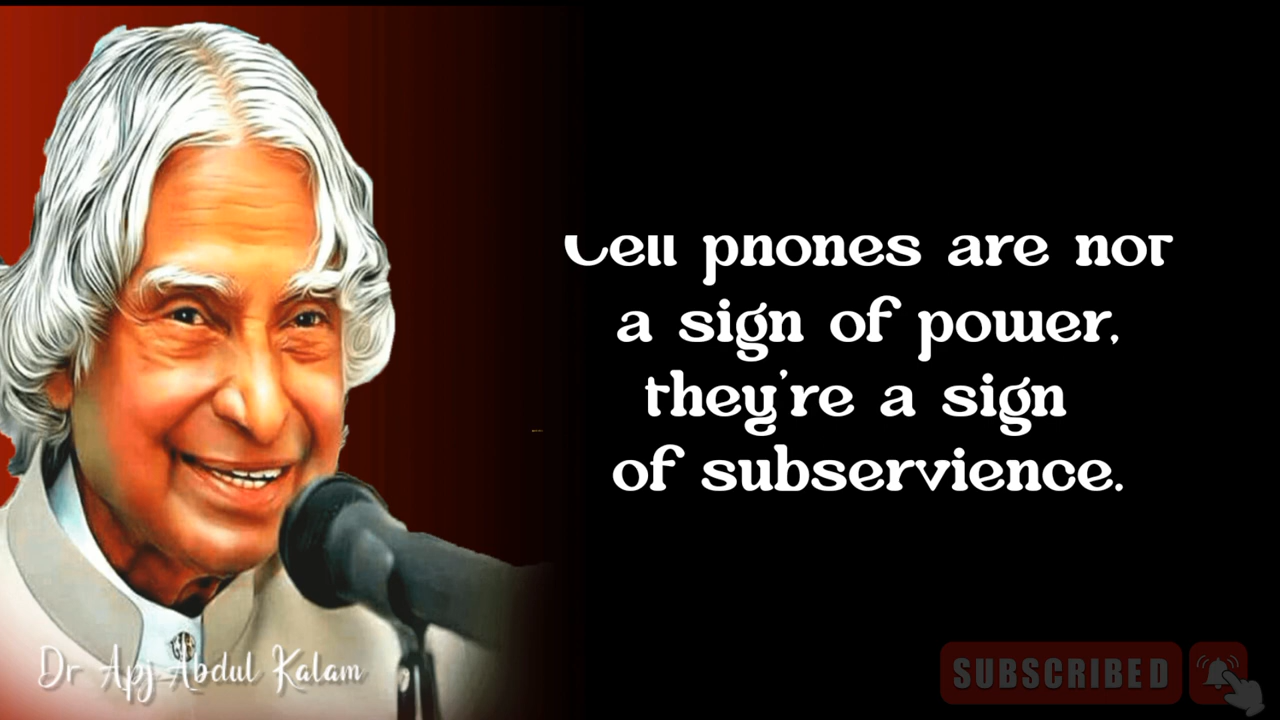 Cell phones are not
a sign of power,
they're a sign
of subservience.
Dr Apj Abdul Kalam
SUBSCRIBED